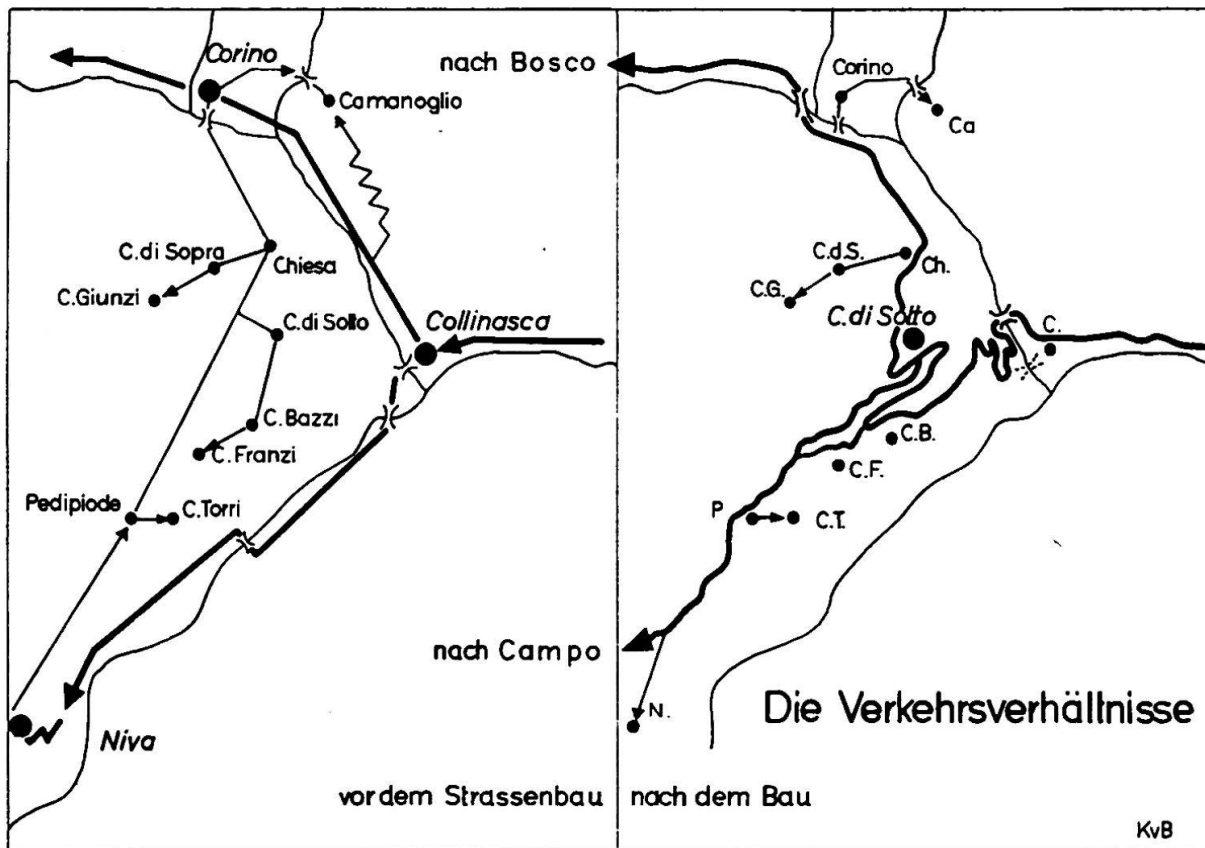 Corino
Camanoglio
C.di Sopra
Chiesa
C.Giunzi
C.di Sotto
Collinasca
C. Bazzi
C. Franzi
Pedipiode
C.Torri
Niva
vor dem Strassenbau
nach Bosco
Corino
Ca
C.d.S.
Ch.
C.G.
C.di Sotto
C.
C.B.
C.F.
P
C.T.
nach Campo
N.
Die Verkehrsverhältnisse
nach dem Bau
KvB